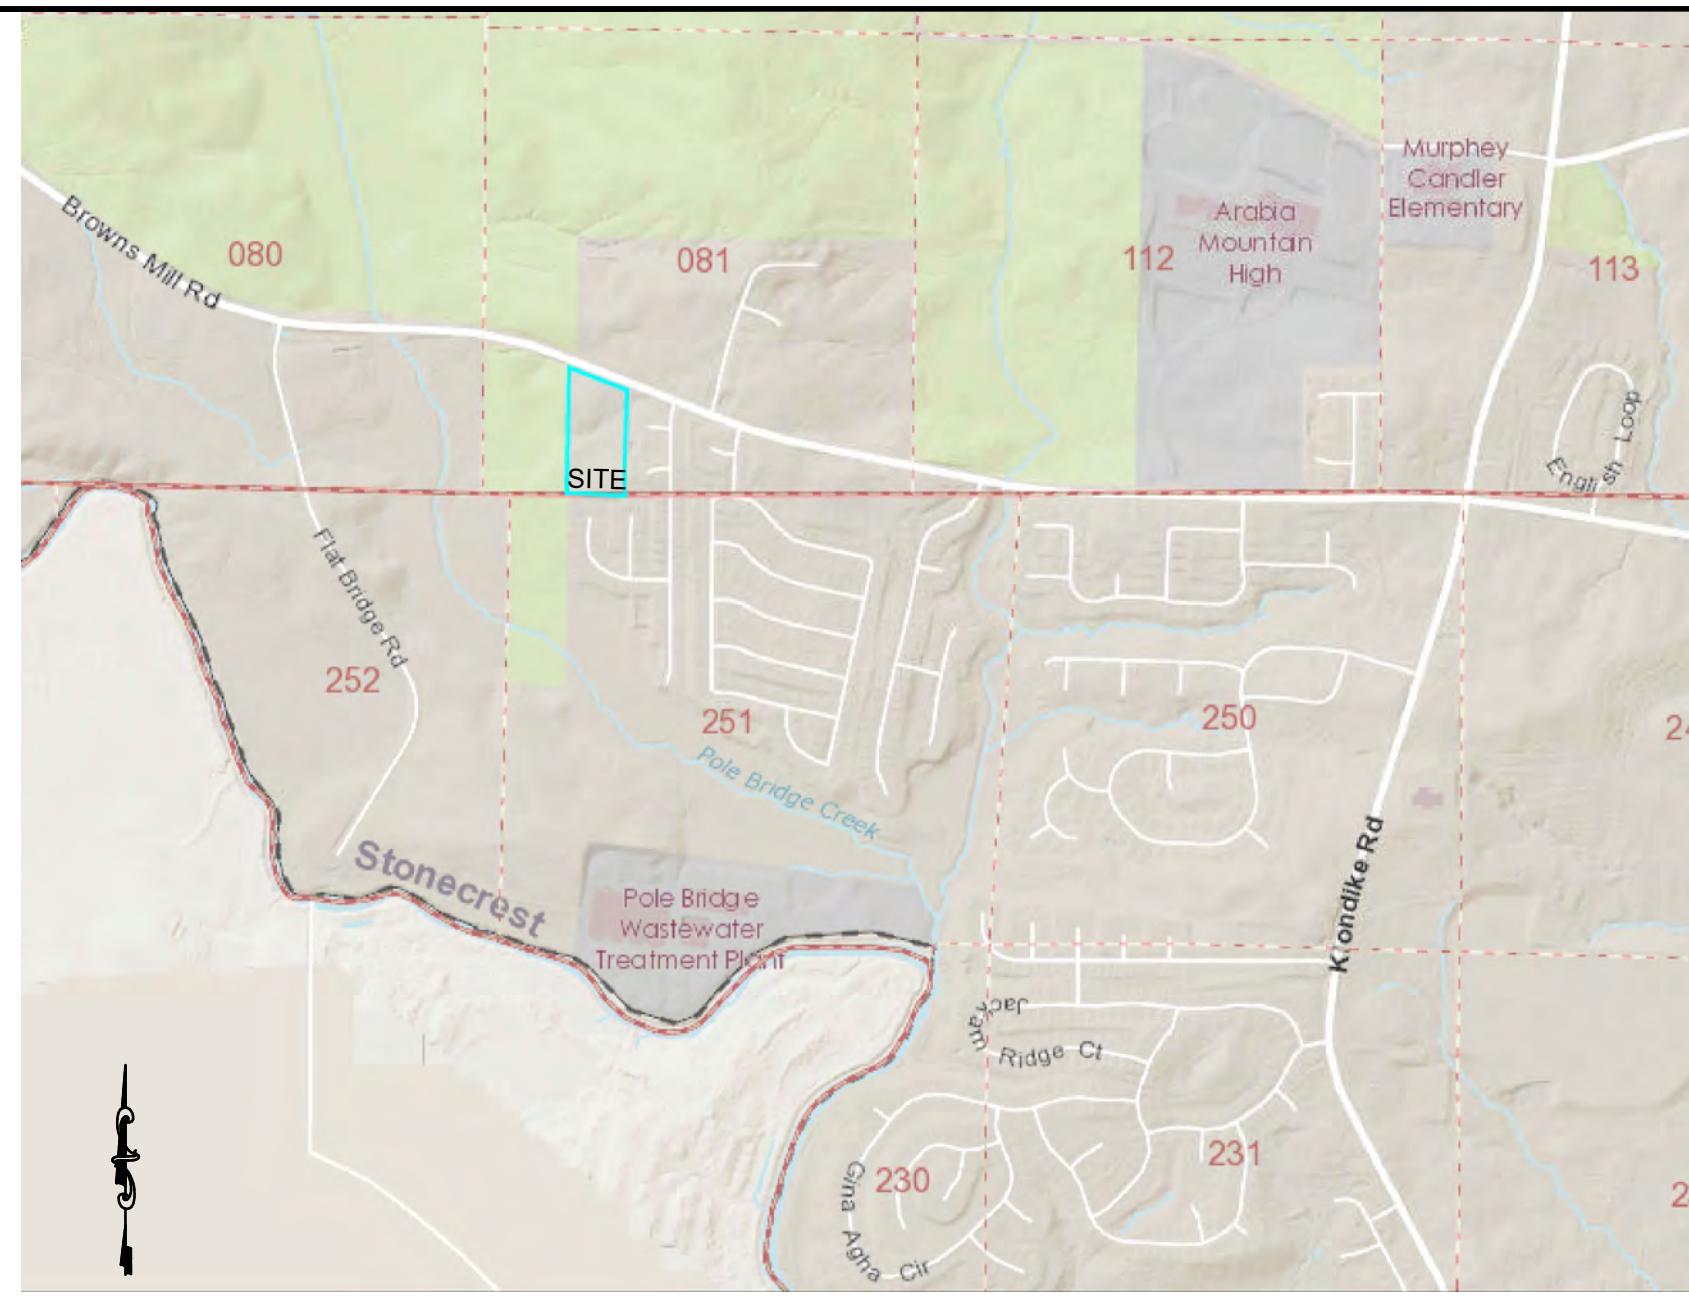 Murphey
Candler
Elementary
Arabia
Mountain
High
Browns Mill Rd
080
081
112
113
English Loop
SITE
Flat Bridge Rd
252
251
250
24
Pole Bridge Creek
Klondike Rd
Stonecrest
Pole Bridge
Wastewater
Treatment Plant
Jackam
Ridge Ct
230
231
2
Gina Agha Cir